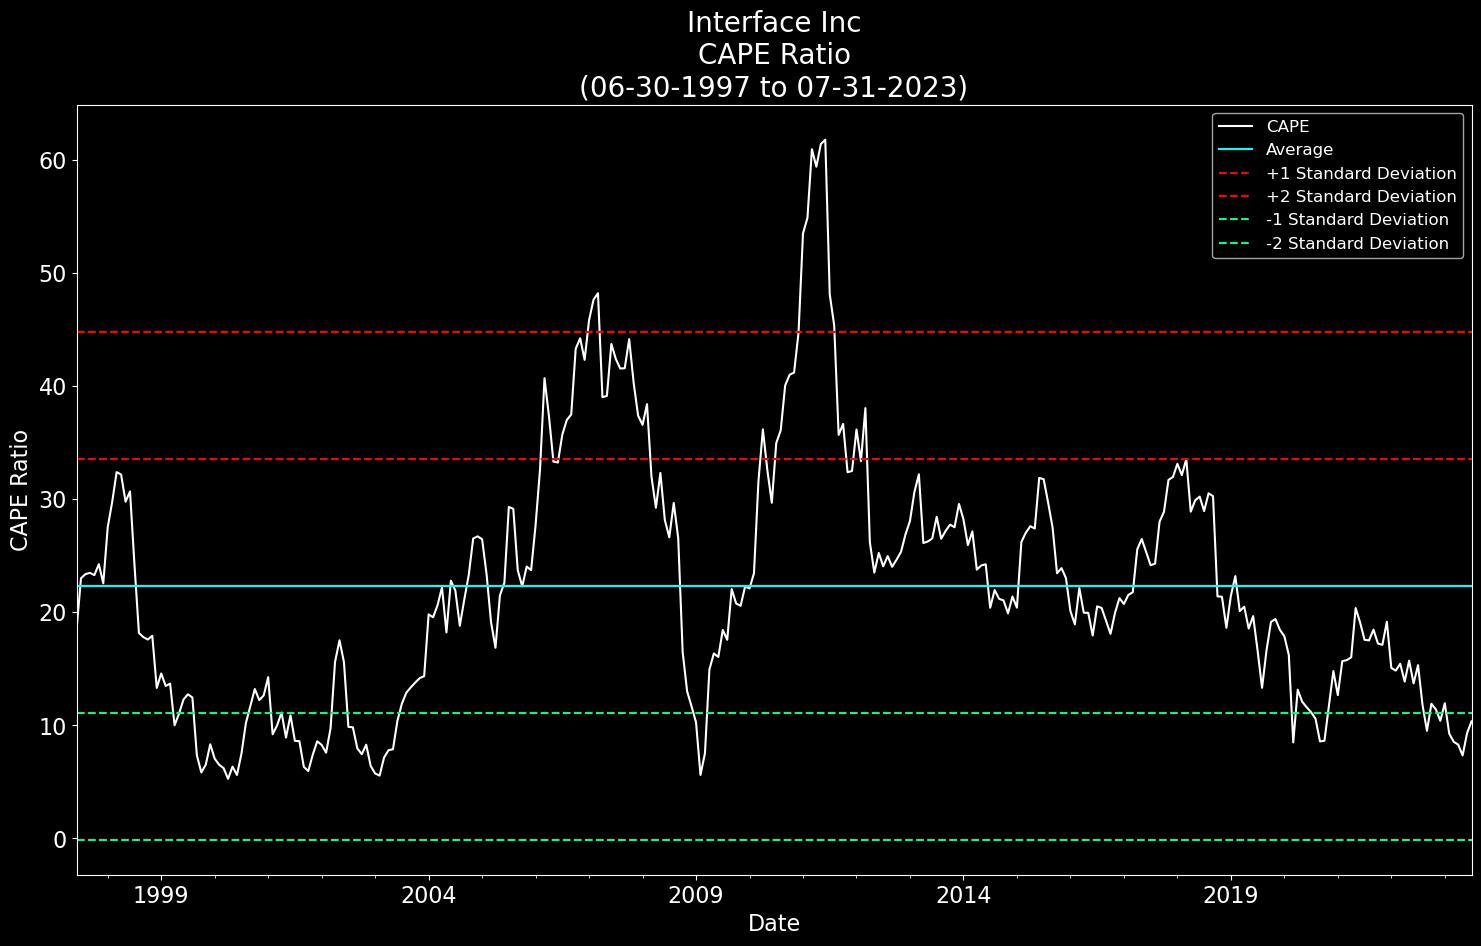 Interface Inc
CAPE Ratio
(06-30-1997 to 07-31-2023)
CAPE
Average
+1 Standard Deviation
+2 Standard Deviation
-1 Standard Deviation
-2 Standard Deviation
60
50
40
30
20
10
0
CAPE Ratio
1999 2004 2009 2014 2019
Date